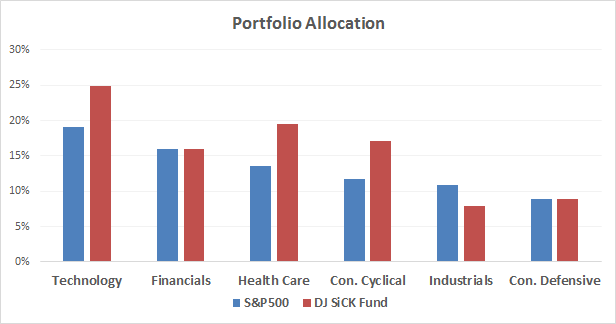 Portfolio Allocation
30%
25%
20%
15%
10%
5%
0%
Technology Financials Health Care Con. Cyclical Industrials Con. Defensive
S&P500 DJ SiCK Fund